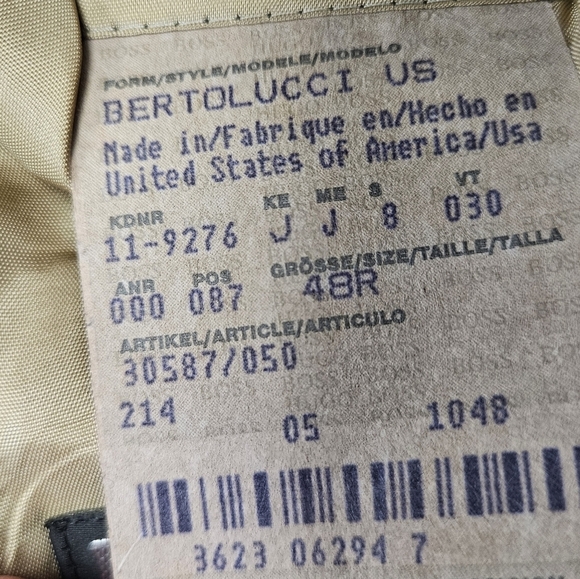 FORM/STYLE/MODELE/MODELO
BERTOLUCCI US
Made in/Fabrique en/Hecho en
United States of America/Usa
KDNR KE ME S VT
11-9276 J J 8 030
ANR POS GRÖSSE/SIZE/TAILLE/TALLA
000 087 48R
ARTIKEL/ARTICLE/ARTICULO
30587/050
214 05 1048
3623 06294 7